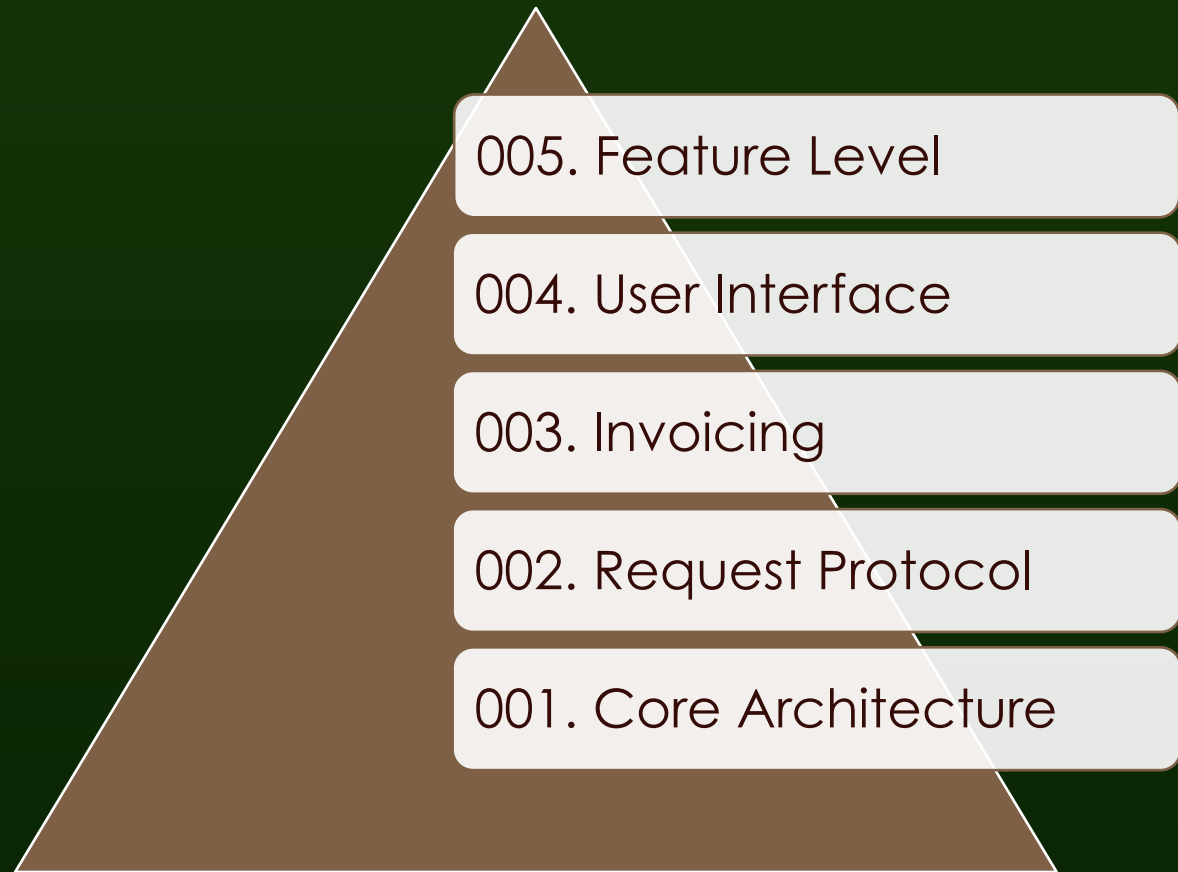 005. Feature Level
004. User Interface
003. Invoicing
002. Request Protocol
001. Core Architecture